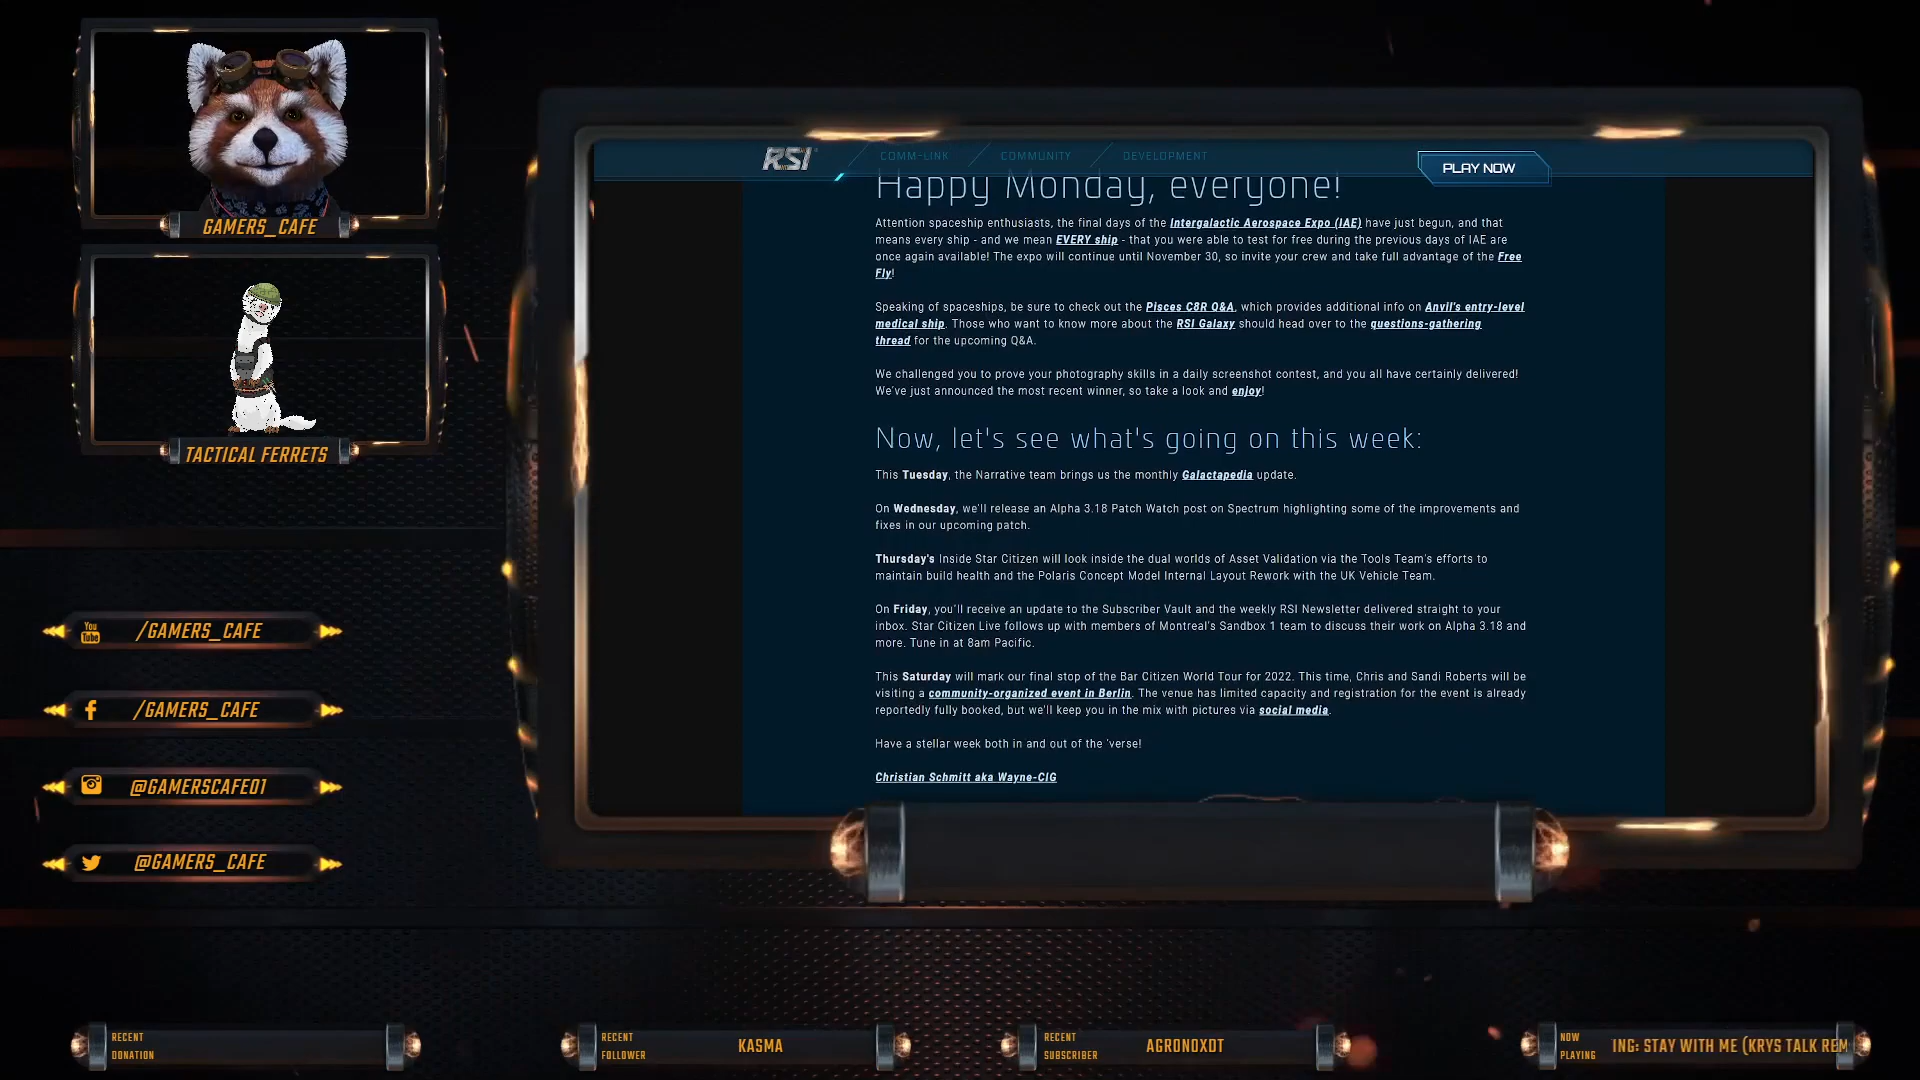 GAMERS_CAFE
TACTICAL FERRETS
You
Tube
/GAMERS_CAFE
/GAMERS_CAFE
@GAMERSCAFE01
@GAMERS_CAFE
RSI
COMM-LINK
COMMUNITY
DEVELOPMENT
PLAY NOW
Happy Monday, everyone!
Attention spaceship enthusiasts, the final days of the Intergalactic Aerospace Expo (IAE) have just begun, and that
means every ship - and we mean EVERY ship - that you were able to test for free during the previous days of IAE are
once again available! The expo will continue until November 30, so invite your crew and take full advantage of the Free
Fly!
Speaking of spaceships, be sure to check out the Pisces C8R Q&A, which provides additional info on Anvil's entry-level
medical ship. Those who want to know more about the RSI Galaxy should head over to the questions-gathering
thread for the upcoming Q&A.
We challenged you to prove your photography skills in a daily screenshot contest, and you all have certainly delivered!
We've just announced the most recent winner, so take a look and enjoy!
Now, let's see what's going on this week:
This Tuesday, the Narrative team brings us the monthly Galactapedia update.
On Wednesday, we'll release an Alpha 3.18 Patch Watch post on Spectrum highlighting some of the improvements and
fixes in our upcoming patch.
Thursday's Inside Star Citizen will look inside the dual worlds of Asset Validation via the Tools Team's efforts to
maintain build health and the Polaris Concept Model Internal Layout Rework with the UK Vehicle Team.
On Friday, you'll receive an update to the Subscriber Vault and the weekly RSI Newsletter delivered straight to your
inbox. Star Citizen Live follows up with members of Montreal's Sandbox 1 team to discuss their work on Alpha 3.18 and
more. Tune in at 8am Pacific.
This Saturday will mark our final stop of the Bar Citizen World Tour for 2022. This time, Chris and Sandi Roberts will be
visiting a community-organized event in Berlin. The venue has limited capacity and registration for the event is already
reportedly fully booked, but we'll keep you in the mix with pictures via social media.
Have a stellar week both in and out of the 'verse!
Christian Schmitt aka Wayne-CIG
RECENT
DONATION
RECENT
FOLLOWER
KASMA
RECENT
SUBSCRIBER
AGRONOXDT
NOW
PLAYING
ING: STAY WITH ME (KRYS TALK REM